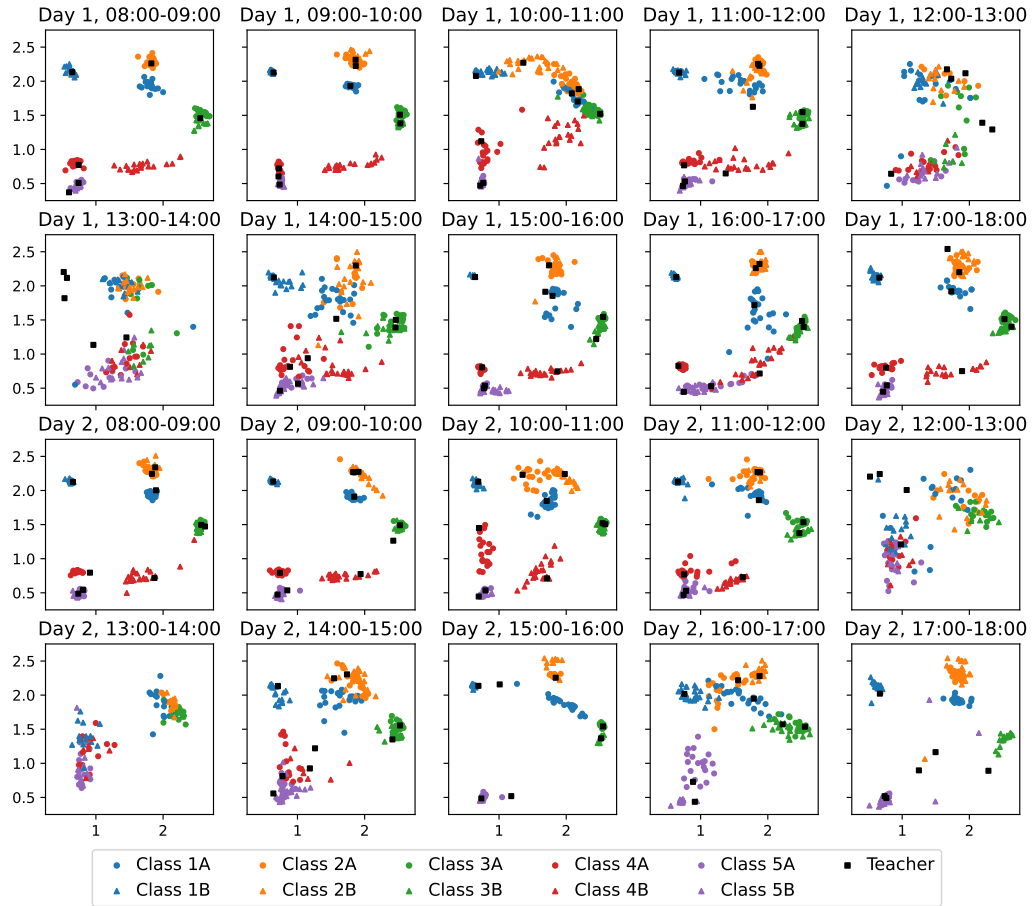 Day 1, 08:00-09:00 Day 1, 09:00-10:00 Day 1, 10:00-11:00 Day 1, 11:00-12:00 Day 1, 12:00-13:00
2.5
2.0
1.5
1.0
0.5
Day 1, 13:00-14:00 Day 1, 14:00-15:00 Day 1, 15:00-16:00 Day 1, 16:00-17:00 Day 1, 17:00-18:00
2.5
2.0
1.5
1.0
0.5
Day 2, 08:00-09:00 Day 2, 09:00-10:00 Day 2, 10:00-11:00 Day 2, 11:00-12:00 Day 2, 12:00-13:00
2.5
2.0
1.5
1.0
0.5
Day 2, 13:00-14:00 Day 2, 14:00-15:00 Day 2, 15:00-16:00 Day 2, 16:00-17:00 Day 2, 17:00-18:00
2.5
2.0
1.5
1.0
0.5
1 2 1 2 1 2 1 2 1 2
Class 1A Class 2A Class 3A Class 4A Class 5A Teacher
Class 1B Class 2B Class 3B Class 4B Class 5B